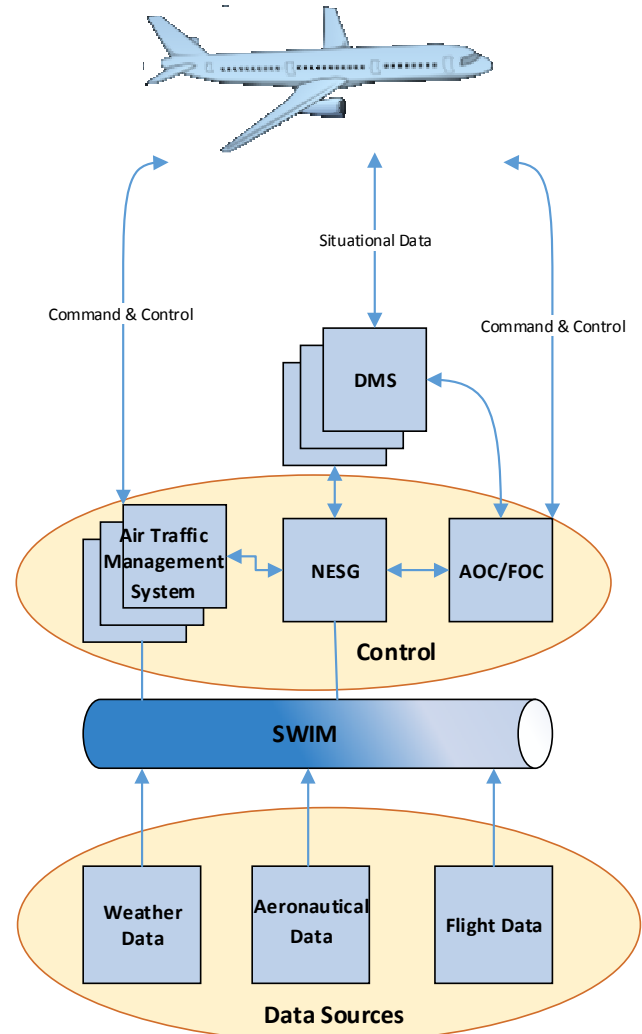 Situational Data
Command & Control
Command & Control
DMS
Air Traffic
Management
System
NESG
AOC/FOC
Control
SWIM
Weather
Data
Aeronautical
Data
Flight Data
Data Sources